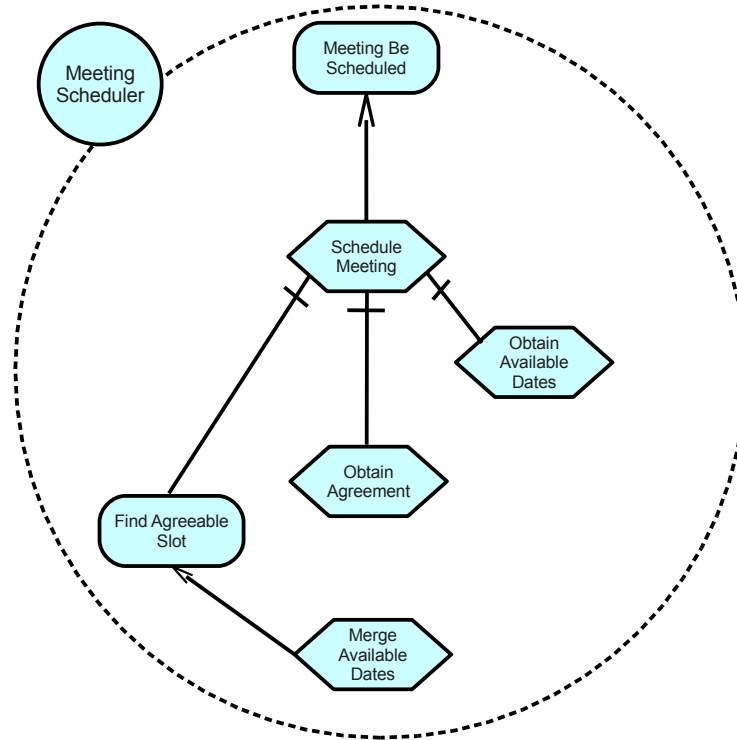 Meeting
Scheduler
Meeting Be
Scheduled
Schedule
Meeting
Obtain
Available
Dates
Obtain
Agreement
Find Agreeable
Slot
Merge
Available
Dates